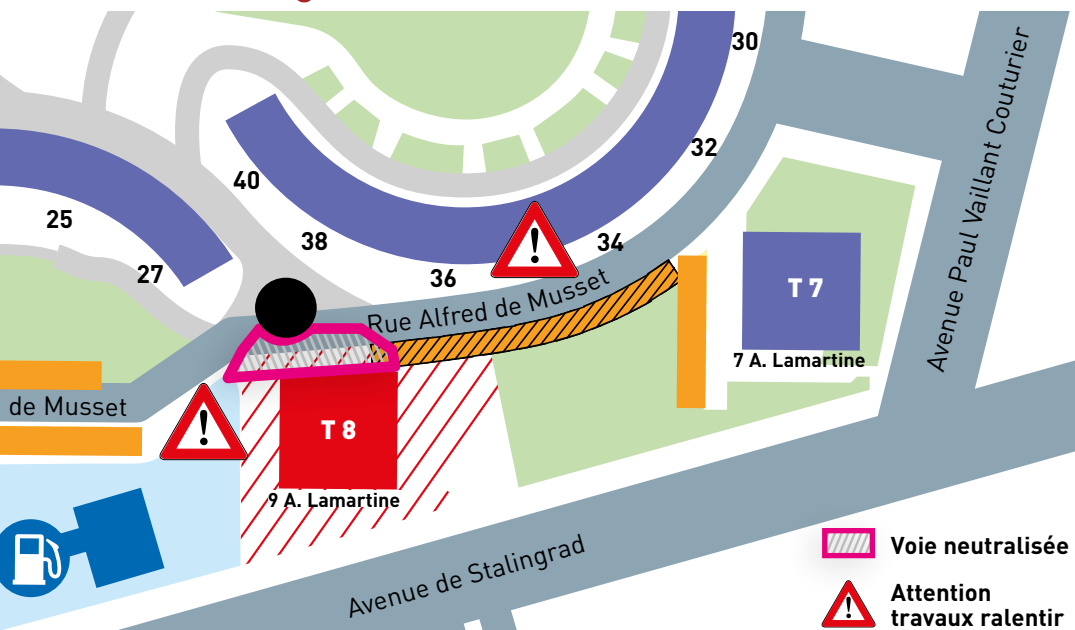 30
Avenue Paul Vaillant Couturier
32
40
25
38
34
27
36
T 7
Rue Alfred de Musset
7 A. Lamartine
de Musset
T 8
9 A. Lamartine
Avenue de Stalingrad
Voie neutralisée
Attention
travaux ralentir